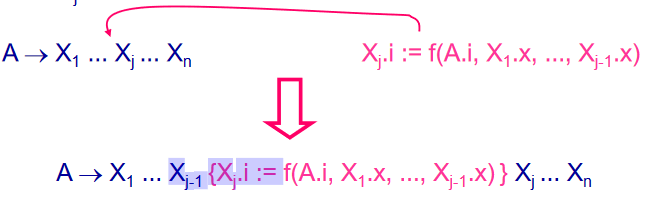 A → X₁ ... Xⱼ ... Xₙ Xⱼ.i := f(A.i, X₁.x, ..., Xⱼ₋₁.x)
A → X₁ ... Xⱼ₋₁ {Xⱼ.i := f(A.i, X₁.x, ..., Xⱼ₋₁.x) } Xⱼ ... Xₙ